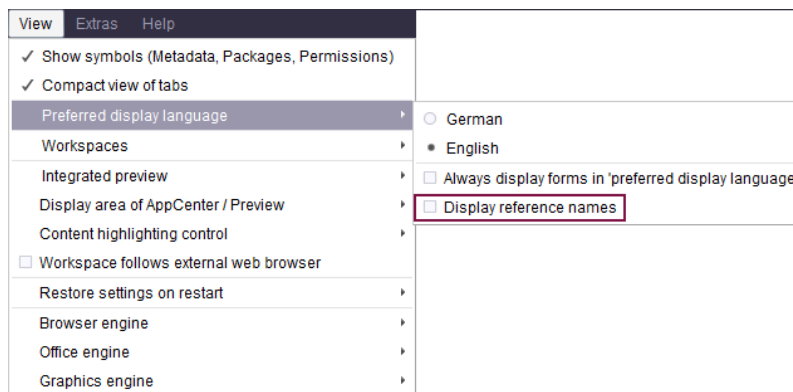 View Extras Help
Show symbols (Metadata, Packages, Permissions)
Compact view of tabs
Preferred display language
Workspaces
Integrated preview
Display area of AppCenter / Preview
Content highlighting control
Workspace follows external web browser
Restore settings on restart
Browser engine
Office engine
Graphics engine
German
English
Always display forms in 'preferred display language
Display reference names